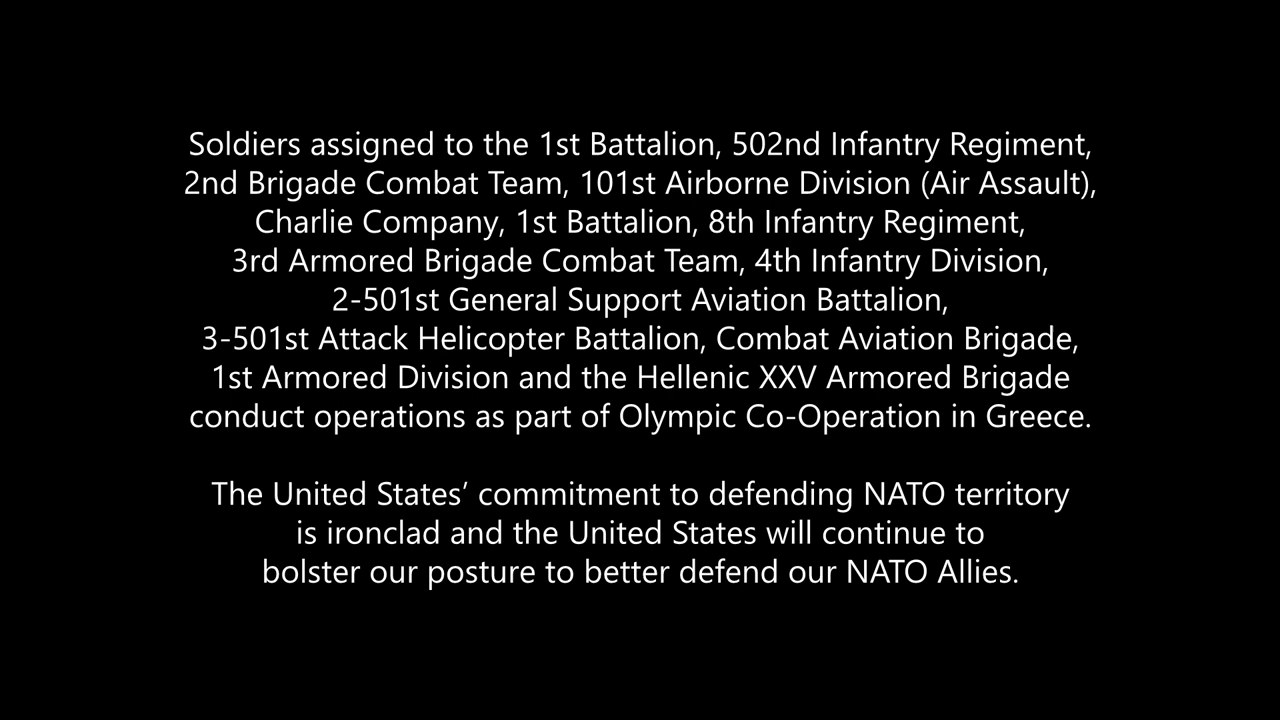 Soldiers assigned to the 1st Battalion, 502nd Infantry Regiment,
2nd Brigade Combat Team, 101st Airborne Division (Air Assault),
Charlie Company, 1st Battalion, 8th Infantry Regiment,
3rd Armored Brigade Combat Team, 4th Infantry Division,
2-501st General Support Aviation Battalion,
3-501st Attack Helicopter Battalion, Combat Aviation Brigade,
1st Armored Division and the Hellenic XXV Armored Brigade
conduct operations as part of Olympic Co-Operation in Greece.
The United States’ commitment to defending NATO territory
is ironclad and the United States will continue to
bolster our posture to better defend our NATO Allies.